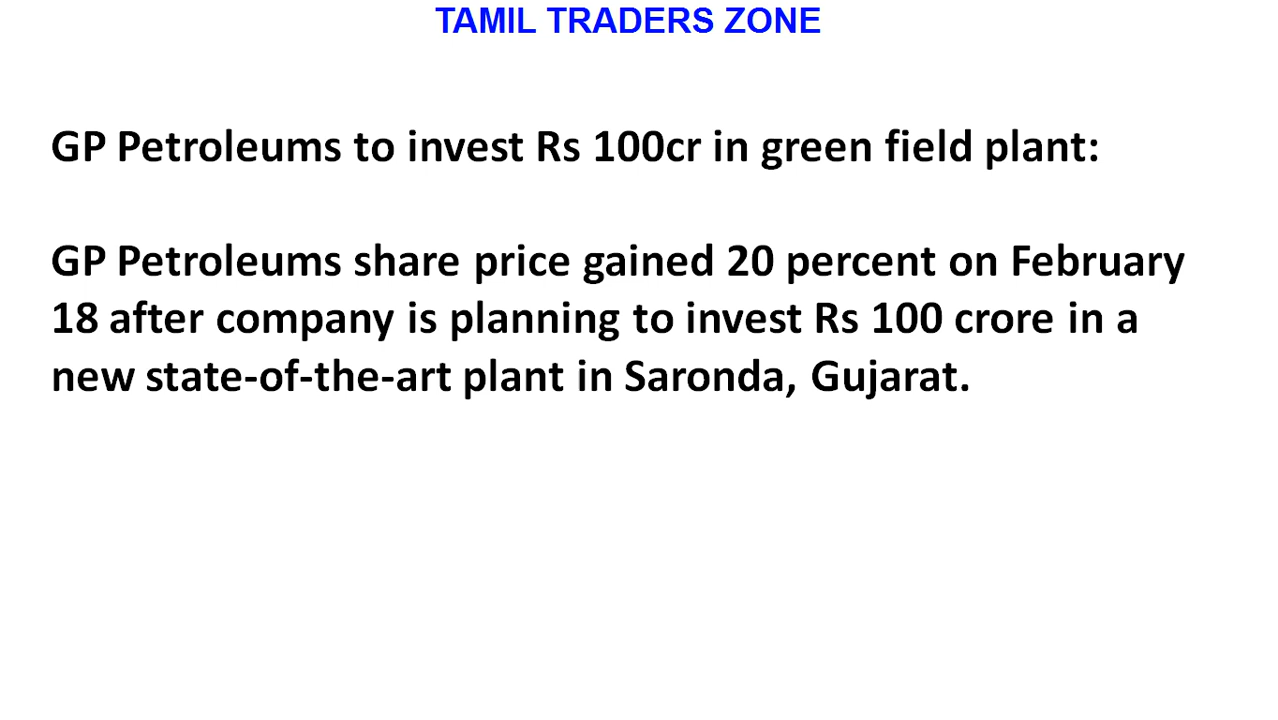 TAMIL TRADERS ZONE
GP Petroleums to invest Rs 100cr in green field plant:
GP Petroleums share price gained 20 percent on February
18 after company is planning to invest Rs 100 crore in a
new state-of-the-art plant in Saronda, Gujarat.